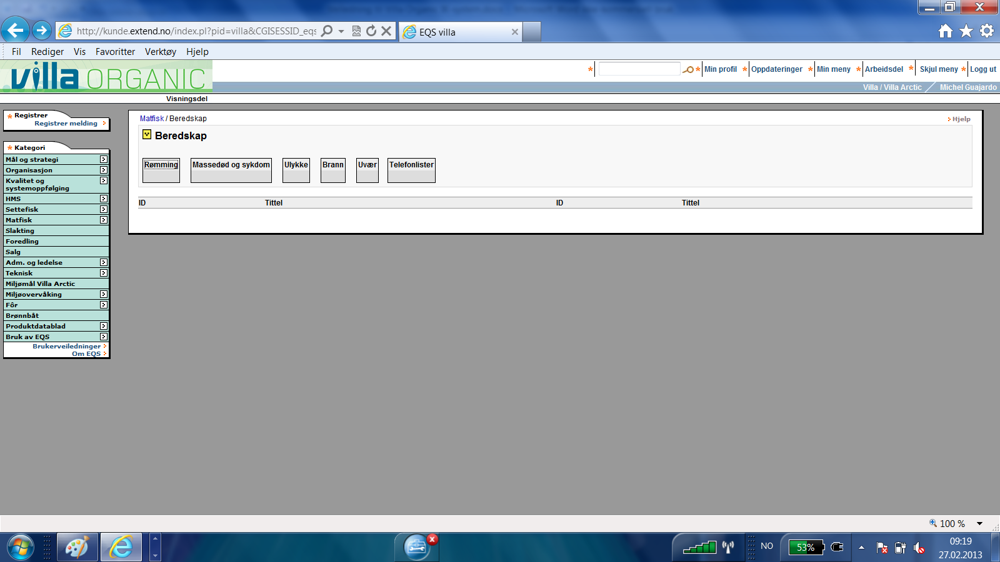 http://kunde.extend.no/index.pl?pid=villa&CGISESSID_eqs
EQS villa
Fil Rediger Vis Favoritter Verktøy Hjelp
villa ORGANIC
Min profil Oppdateringer Min meny Arbeidsdel Skjul meny Logg ut
Villa / Villa Arctic Michel Guajardo
Visningsdel
Registrer
Registrer melding
Kategori
Mål og strategi
Organisasjon
Kvalitet og
systemoppfølging
HMS
Settefisk
Matfisk
Slakting
Foredling
Salg
Adm. og ledelse
Teknisk
Miljømål Villa Arctic
Miljøovervåking
Fôr
Brønnbåt
Produktdatablad
Bruk av EQS
Brukerveiledninger
Om EQS
Matfisk / Beredskap
Hjelp
Beredskap
Rømming Massedød og sykdom Ulykke Brann Uvær Telefonlister
ID Tittel ID Tittel
100 %
NO
53%
09:19
27.02.2013